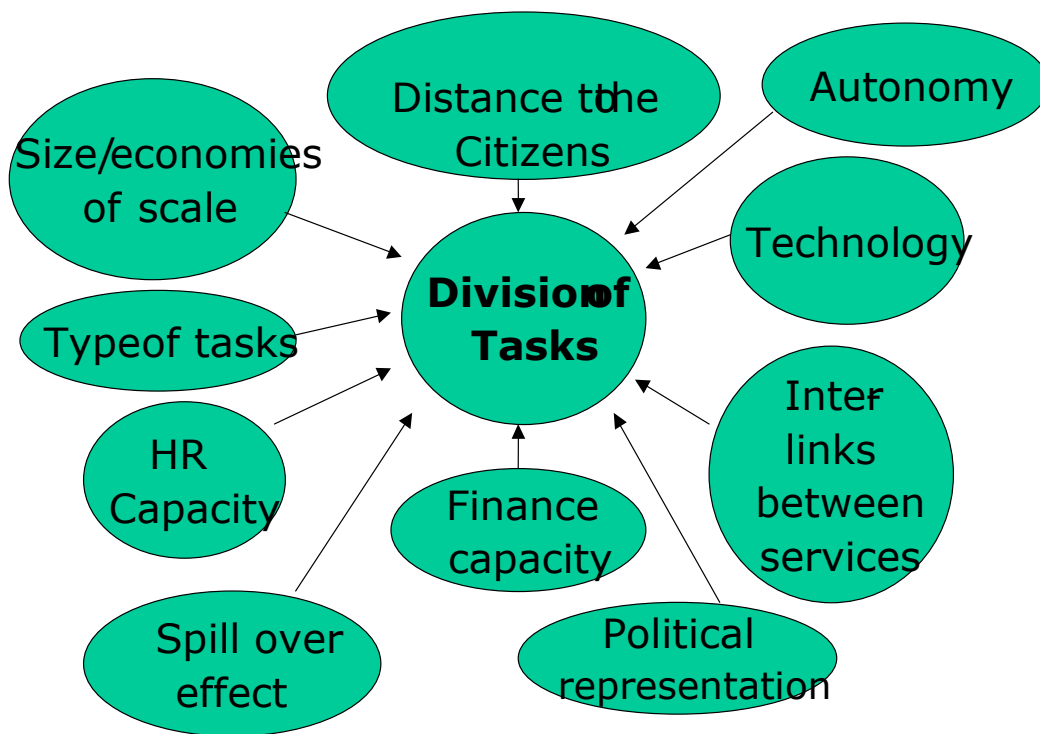 Distance to the
Citizens
Autonomy
Size/economies
of scale
Technology
Division of
Tasks
Type of tasks
Inter-
links
between
services
HR
Capacity
Finance
capacity
Spill over
effect
Political
representation